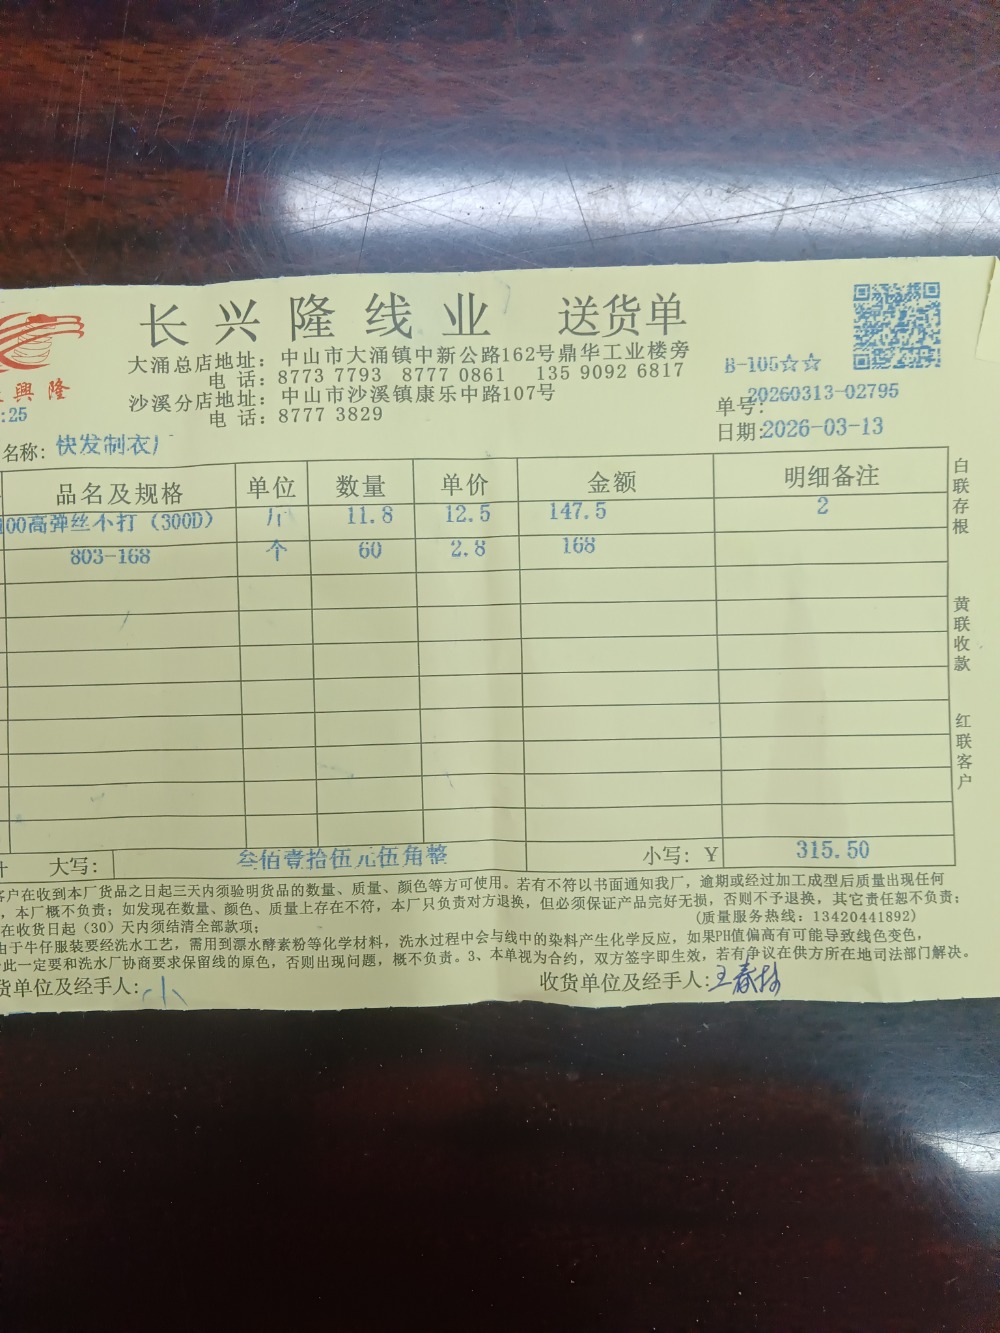 长兴隆线业 送货单
興隆
大涌总店地址：中山市大涌镇中新公路162号鼎华工业楼旁
电 话：8773 7793 8777 0861 135 9092 6817
沙溪分店地址：中山市沙溪镇康乐中路107号
电 话：8777 3829
B-105☆☆
单号：20260313-02795
日期：2026-03-13
:25
名称：快发制衣厂
品名及规格 单位 数量 单价 金额 明细备注
00高弹丝不打（300D） 斤 11.8 12.5 147.5 2
803-168 个 60 2.8 168
白联存根
黄联收款
红联客户
大写：叁佰壹拾伍元伍角整 小写：Y 315.50
客户在收到本厂货品之日起三天内须验明货品的数量、质量、颜色等方可使用。若有不符以书面通知我厂，逾期或经过加工成型后质量出现任何
，本厂概不负责；如发现在数量、颜色、质量上存在不符，本厂只负责对方退换，但必须保证产品完好无损，否则不予退换，其它责任恕不负责；
在收货日起（30）天内须结清全部款项； （质量服务热线：13420441892）
由于牛仔服装要经洗水工艺，需用到漂水酵素粉等化学材料，洗水过程中会与线中的染料产生化学反应，如果PH值偏高有可能导致线色变色，
此一定要和洗水厂协商要求保留线的原色，否则出现问题，概不负责。3、本单视为合约，双方签字即生效，若有争议在供方所在地司法部门解决。
货单位及经手人：小 收货单位及经手人：王春林